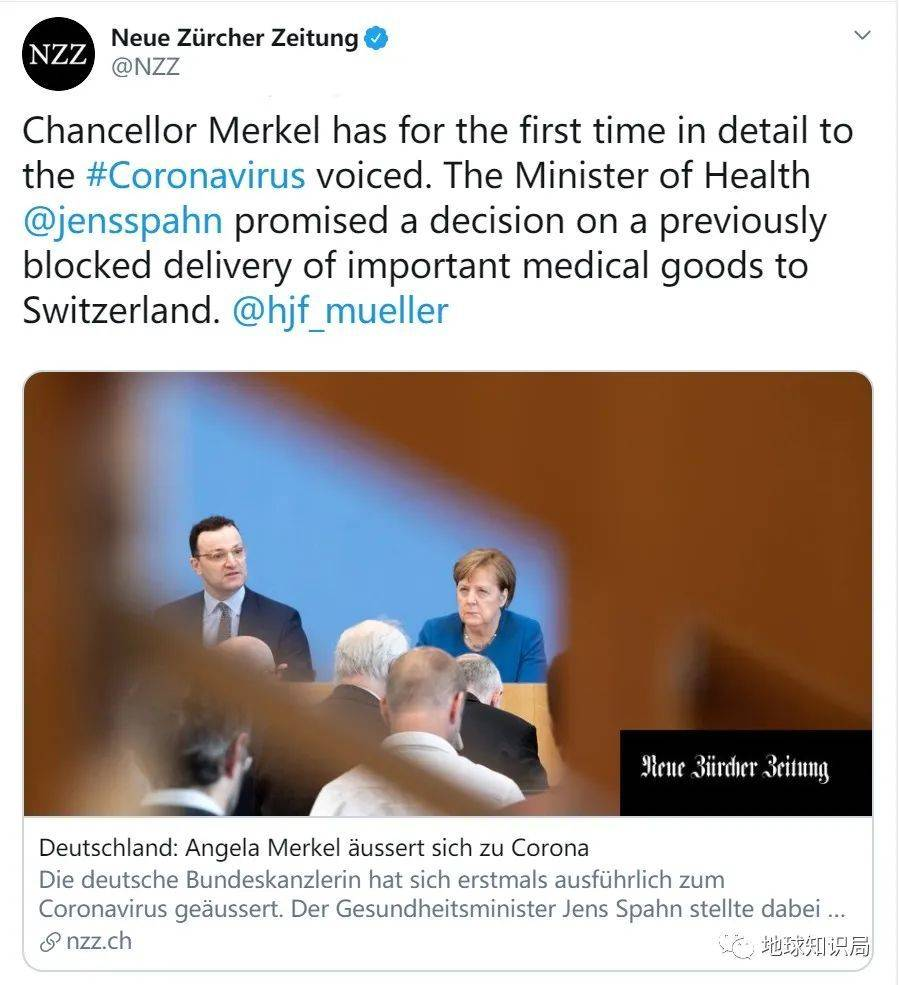 NZZ
Neue Zürcher Zeitung
@NZZ
Chancellor Merkel has for the first time in detail to
the #Coronavirus voiced. The Minister of Health
@jensspahn promised a decision on a previously
blocked delivery of important medical goods to
Switzerland. @hjf_mueller
Neue Zürcher Zeitung
Deutschland: Angela Merkel äussert sich zu Corona
Die deutsche Bundeskanzlerin hat sich erstmals ausführlich zum
Coronavirus geäussert. Der Gesundheitsminister Jens Spahn stellte dabei ...
nzz.ch
地球知识局